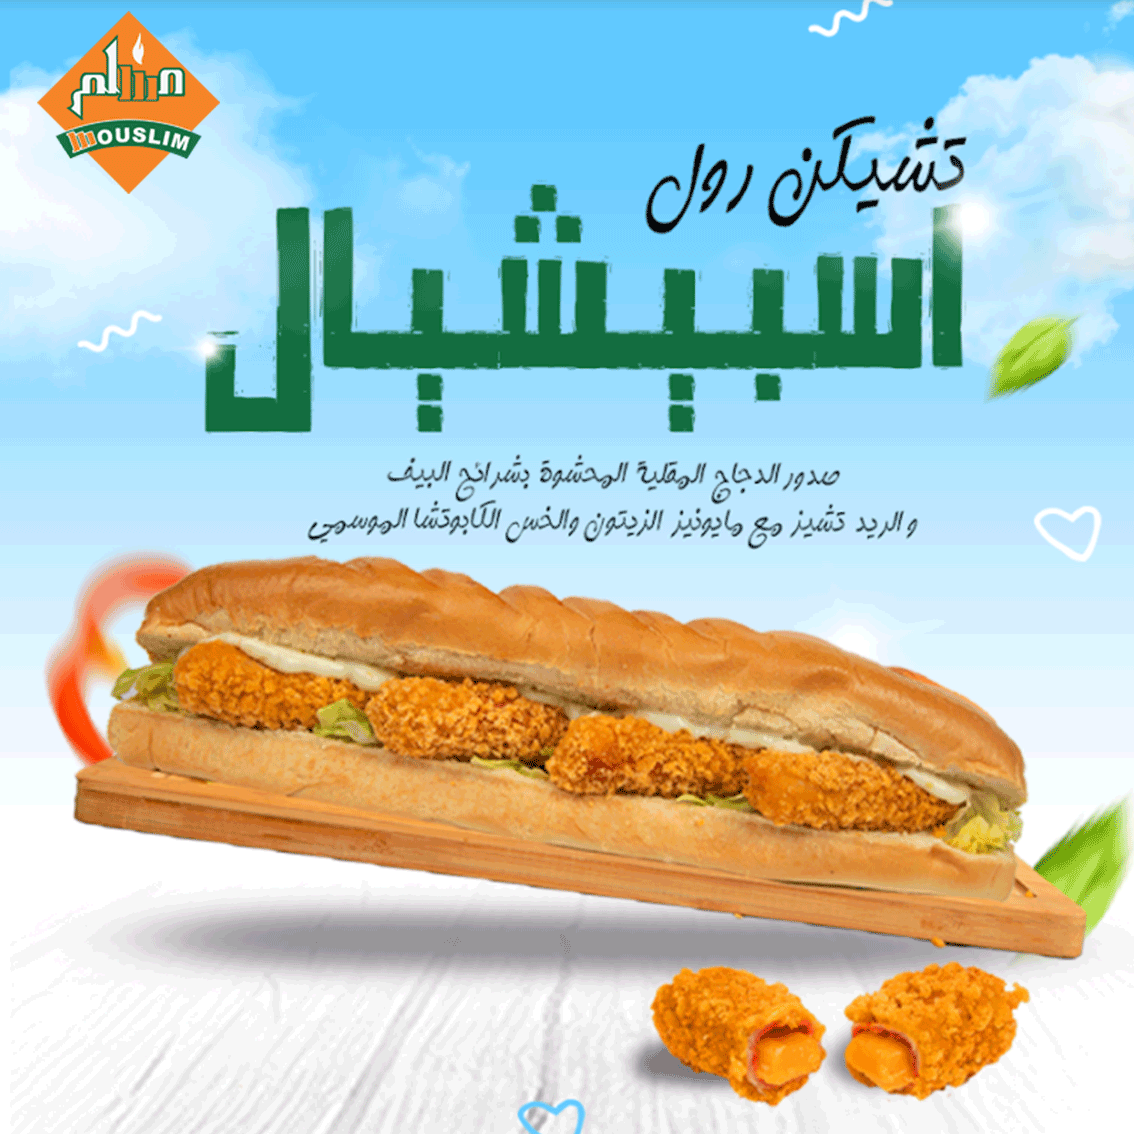 مسلم
MOUSLIM
تشيكن رول
اسبيشيال
صدور الدجاج المقلية المحشوة بشرائح البيف
و الريد تشيز مع مايونيز الزيتون والخس الكابوتشا الموسمي